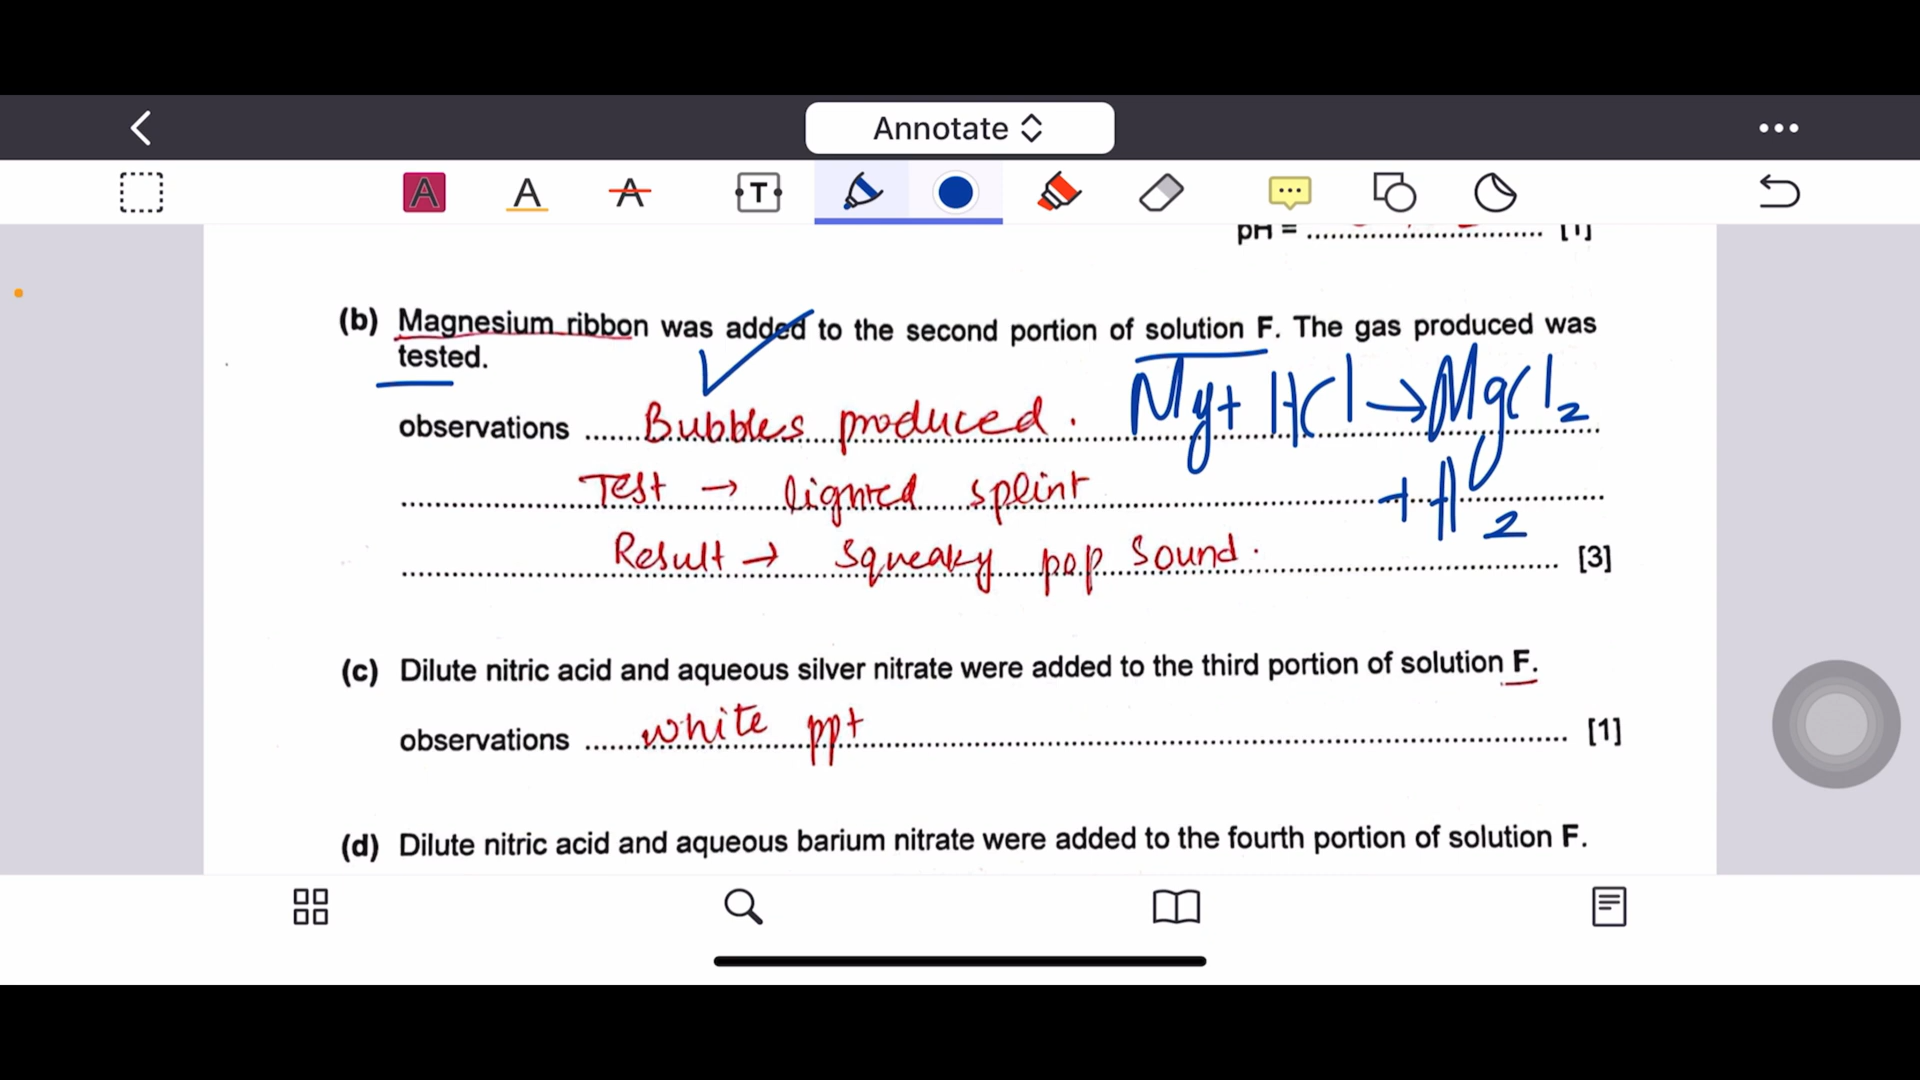 Annotate
A A A T
pH = .............................. [1]
(b) Magnesium ribbon was added to the second portion of solution F. The gas produced was
tested.
Mg + HCl → MgCl2
observations ...... Bubbles produced.
+ H2
Test → lighted splint
Result → squeaky pop sound. [3]
(c) Dilute nitric acid and aqueous silver nitrate were added to the third portion of solution F.
observations ...... white ppt [1]
(d) Dilute nitric acid and aqueous barium nitrate were added to the fourth portion of solution F.